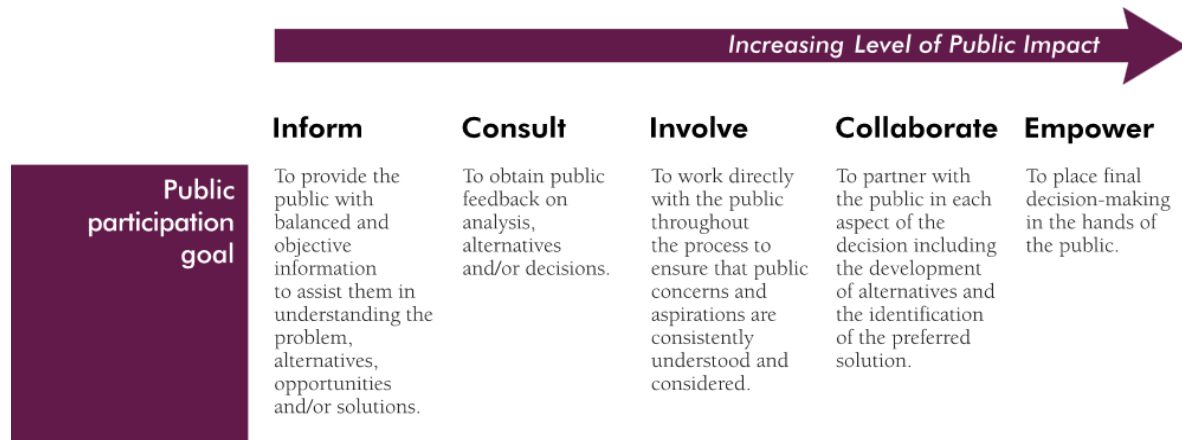 Increasing Level of Public Impact
Inform
Consult
Involve
Collaborate
Empower
Public
participation
goal
To provide the
public with
balanced and
objective
information
to assist them in
understanding the
problem,
alternatives,
opportunities
and/or solutions.
To obtain public
feedback on
analysis,
alternatives
and/or decisions.
To work directly
with the public
throughout
the process to
ensure that public
concerns and
aspirations are
consistently
understood and
considered.
To partner with
the public in each
aspect of the
decision including
the development
of alternatives and
the identification
of the preferred
solution.
To place final
decision-making
in the hands of
the public.